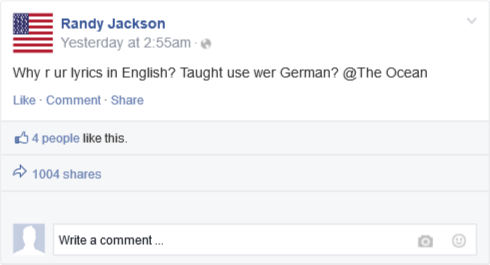 Randy Jackson
Yesterday at 2:55am ·
Why r ur lyrics in English? Taught use wer German? @The Ocean
Like · Comment · Share
4 people like this.
1004 shares
Write a comment ...